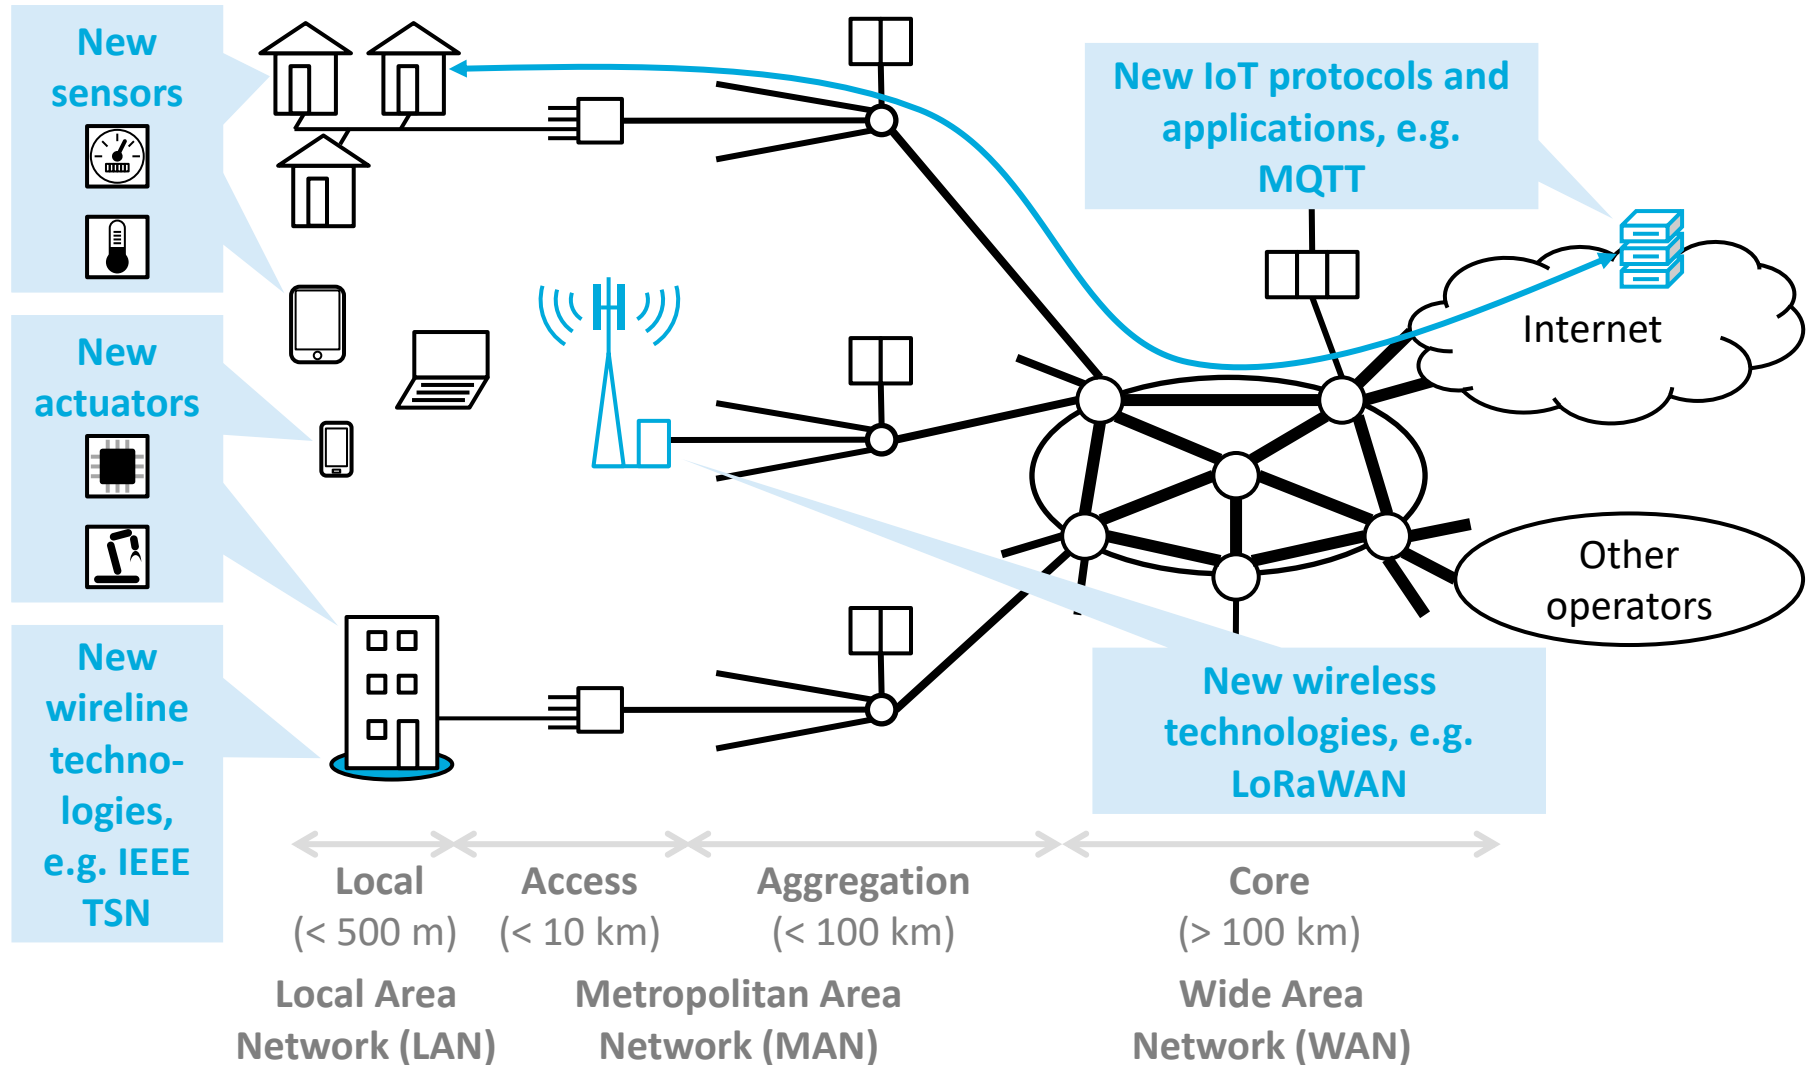 New
sensors
New IoT protocols and
applications, e.g.
MQTT
Internet
New
actuators
Other
operators
New
wireline
techno-
logies,
e.g. IEEE
TSN
New wireless
technologies, e.g.
LoRaWAN
Local
(< 500 m)
Access
(< 10 km)
Aggregation
(< 100 km)
Core
(> 100 km)
Local Area
Network (LAN)
Metropolitan Area
Network (MAN)
Wide Area
Network (WAN)